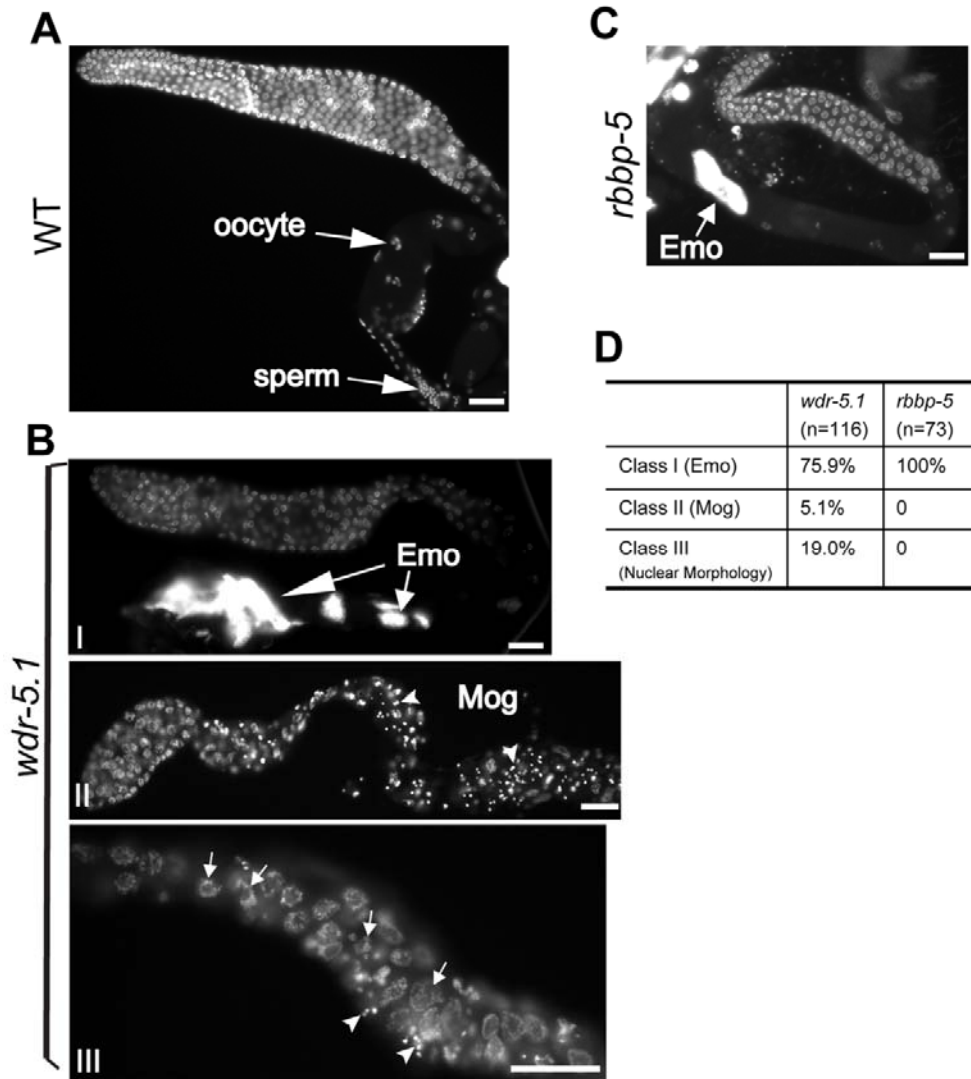 A
WT
oocyte
sperm
B
wdr-5.1
Emo
I
Mog
II
III
C
rbbp-5
Emo
D
wdr-5.1 rbbp-5
(n=116) (n=73)
Class I (Emo) 75.9% 100%
Class II (Mog) 5.1% 0
Class III 19.0% 0
(Nuclear Morphology)